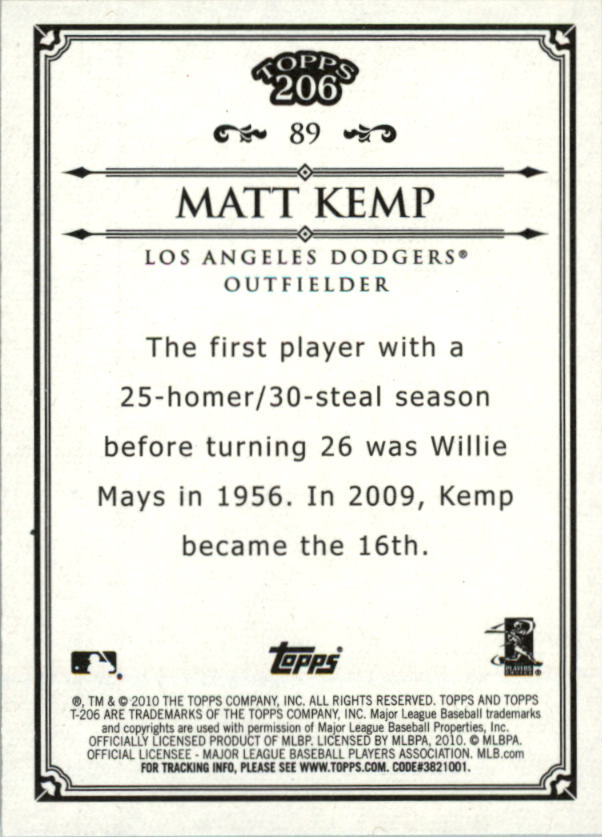 TOPPS
206
89
MATT KEMP
LOS ANGELES DODGERS®
OUTFIELDER
The first player with a
25-homer/30-steal season
before turning 26 was Willie
Mays in 1956. In 2009, Kemp
became the 16th.
topps®
PLAYERS
CHOICE ®
®, TM & © 2010 THE TOPPS COMPANY, INC. ALL RIGHTS RESERVED. TOPPS AND TOPPS
T-206 ARE TRADEMARKS OF THE TOPPS COMPANY, INC. Major League Baseball trademarks
and copyrights are used with permission of Major League Baseball Properties, Inc.
OFFICIALLY LICENSED PRODUCT OF MLBP. LICENSED BY MLBPA, 2010. © MLBPA.
OFFICIAL LICENSEE - MAJOR LEAGUE BASEBALL PLAYERS ASSOCIATION. MLB.com
FOR TRACKING INFO, PLEASE SEE WWW.TOPPS.COM. CODE#3821001.